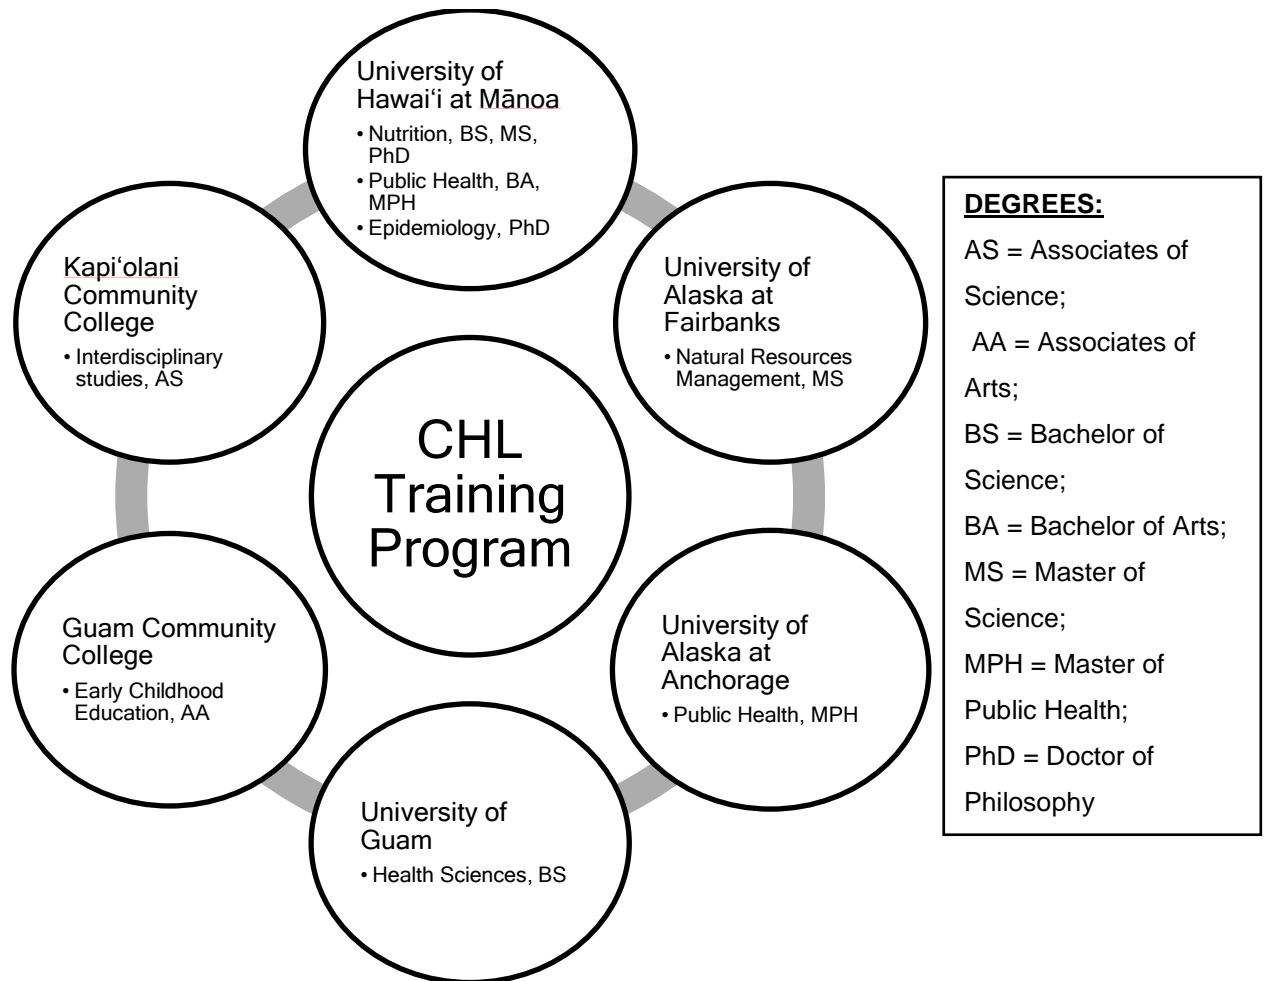 University of
Hawaiʻi at Mānoa
• Nutrition, BS, MS,
PhD
• Public Health, BA,
MPH
• Epidemiology, PhD
University of
Alaska at
Fairbanks
• Natural Resources
Management, MS
University of
Alaska at
Anchorage
• Public Health, MPH
University of
Guam
• Health Sciences, BS
Guam Community
College
• Early Childhood
Education, AA
Kapiʻolani
Community
College
• Interdisciplinary
studies, AS
CHL
Training
Program
DEGREES:
AS = Associates of
Science;
AA = Associates of
Arts;
BS = Bachelor of
Science;
BA = Bachelor of Arts;
MS = Master of
Science;
MPH = Master of
Public Health;
PhD = Doctor of
Philosophy